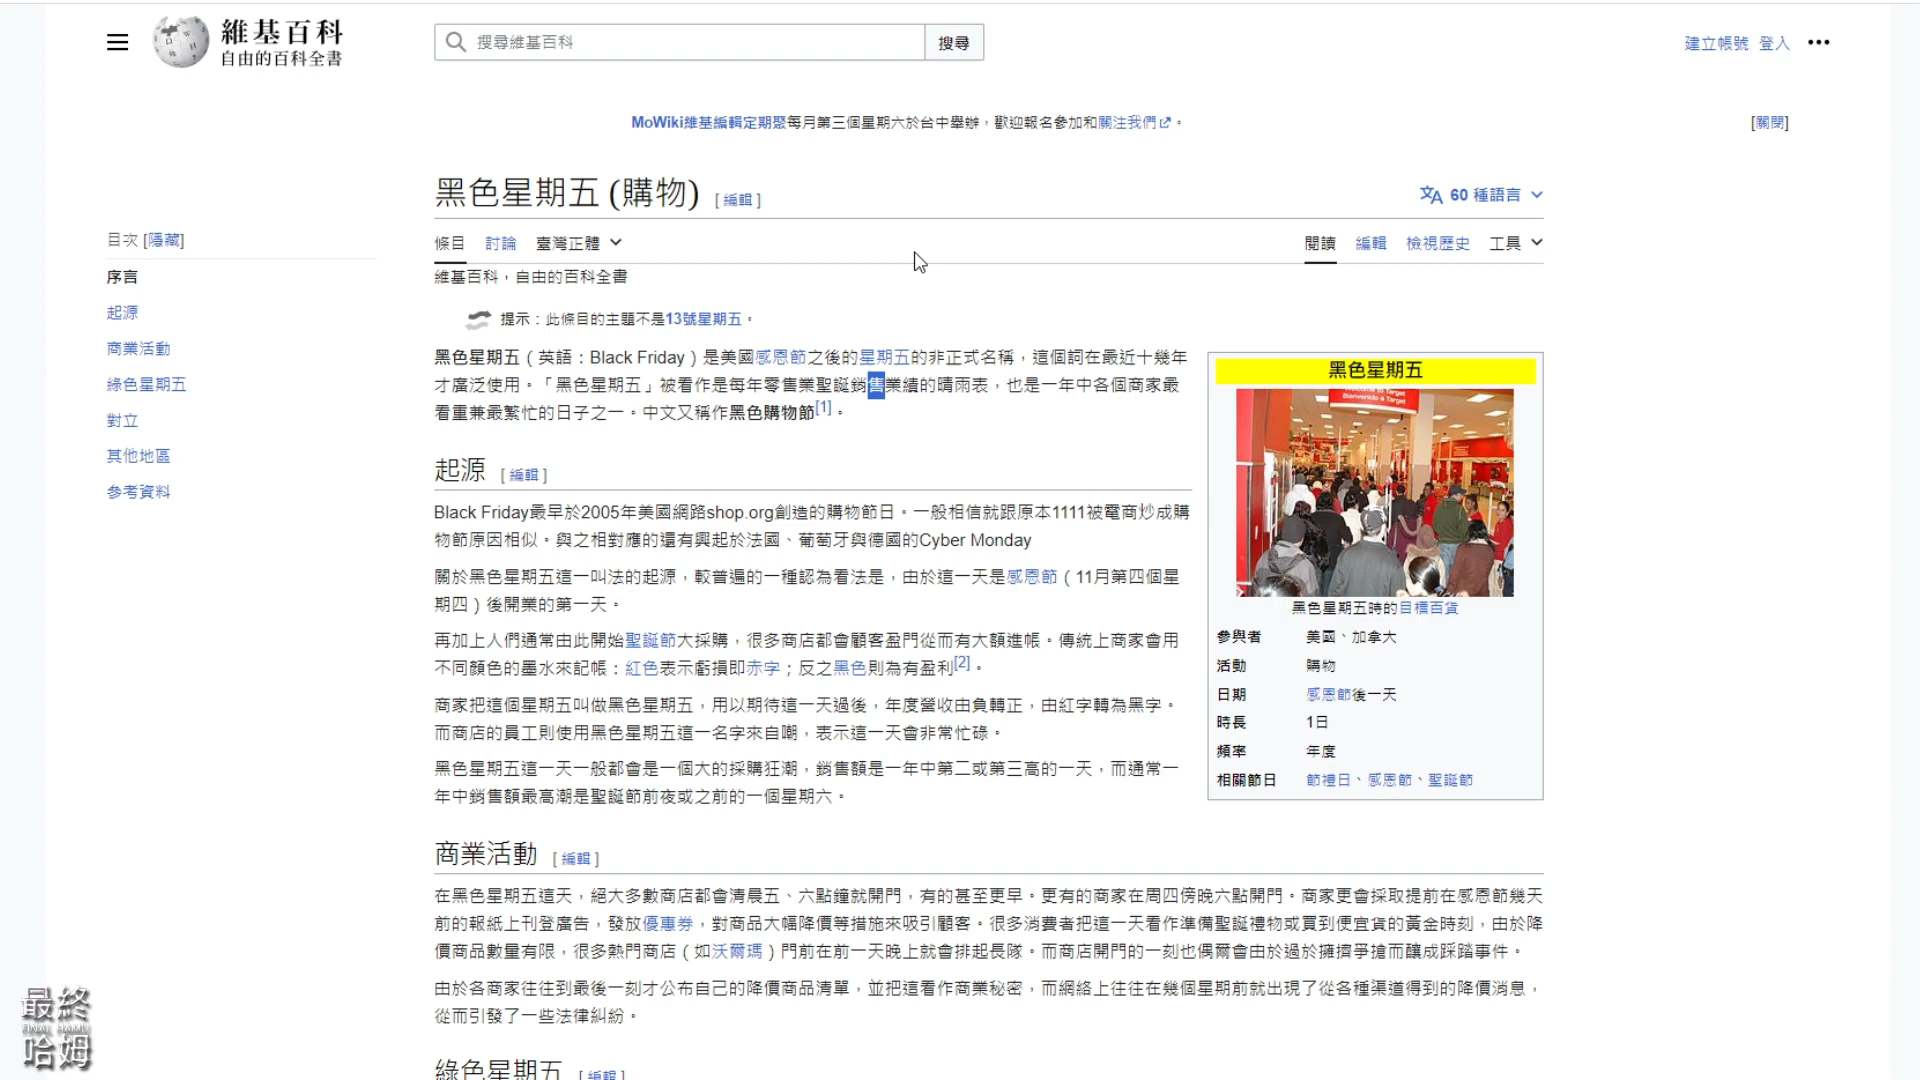 維基百科
自由的百科全書
搜尋維基百科
搜尋
建立帳號 登入
MoWiki維基編輯定期聚每月第三個星期六於台中舉辦，歡迎報名參加和關注我們。
[關閉]
黑色星期五 (購物) [編輯]
60 種語言
目次 [隱藏]
序言
起源
商業活動
綠色星期五
對立
其他地區
參考資料
條目 討論 臺灣正體
閱讀 編輯 檢視歷史 工具
維基百科，自由的百科全書
提示：此條目的主題不是13號星期五。
黑色星期五（英語：Black Friday）是美國感恩節之後的星期五的非正式名稱，這個詞在最近十幾年
才廣泛使用。「黑色星期五」被看作是每年零售業聖誕銷售業績的晴雨表，也是一年中各個商家最
看重兼最繁忙的日子之一。中文又稱作黑色購物節[1]。
起源 [編輯]
Black Friday最早於2005年美國網路shop.org創造的購物節日。一般相信就跟原本1111被電商炒成購
物節原因相似。與之相對應的還有興起於法國、葡萄牙與德國的Cyber Monday
關於黑色星期五這一叫法的起源，較普遍的一種認為看法是，由於這一天是感恩節（11月第四個星
期四）後開業的第一天。
再加上人們通常由此開始聖誕節大採購，很多商店都會顧客盈門從而有大額進帳。傳統上商家會用
不同顏色的墨水來記帳：紅色表示虧損即赤字；反之黑色則為有盈利[2]。
商家把這個星期五叫做黑色星期五，用以期待這一天過後，年度營收由負轉正，由紅字轉為黑字。
而商店的員工則使用黑色星期五這一名字來自嘲，表示這一天會非常忙碌。
黑色星期五這一天一般都會是一個大的採購狂潮，銷售額是一年中第二或第三高的一天，而通常一
年中銷售額最高潮是聖誕節前夜或之前的一個星期六。
黑色星期五
Bienvenido a Target
黑色星期五時的目標百貨
參與者 美國、加拿大
活動 購物
日期 感恩節後一天
時長 1日
頻率 年度
相關節日 節禮日、感恩節、聖誕節
商業活動 [編輯]
在黑色星期五這天，絕大多數商店都會清晨五、六點鐘就開門，有的甚至更早。更有的商家在周四傍晚六點開門。商家更會採取提前在感恩節幾天
前的報紙上刊登廣告，發放優惠券，對商品大幅降價等措施來吸引顧客。很多消費者把這一天看作準備聖誕禮物或買到便宜貨的黃金時刻，由於降
價商品數量有限，很多熱門商店（如沃爾瑪）門前在前一天晚上就會排起長隊。而商店開門的一刻也偶爾會由於過於擁擠爭搶而釀成踩踏事件。
由於各商家往往到最後一刻才公布自己的降價商品清單，並把這看作商業秘密，而網絡上往往在幾個星期前就出現了從各種渠道得到的降價消息，
從而引發了一些法律糾紛。
綠色星期五 [編輯]
最終
FINAL HAMU
哈姆